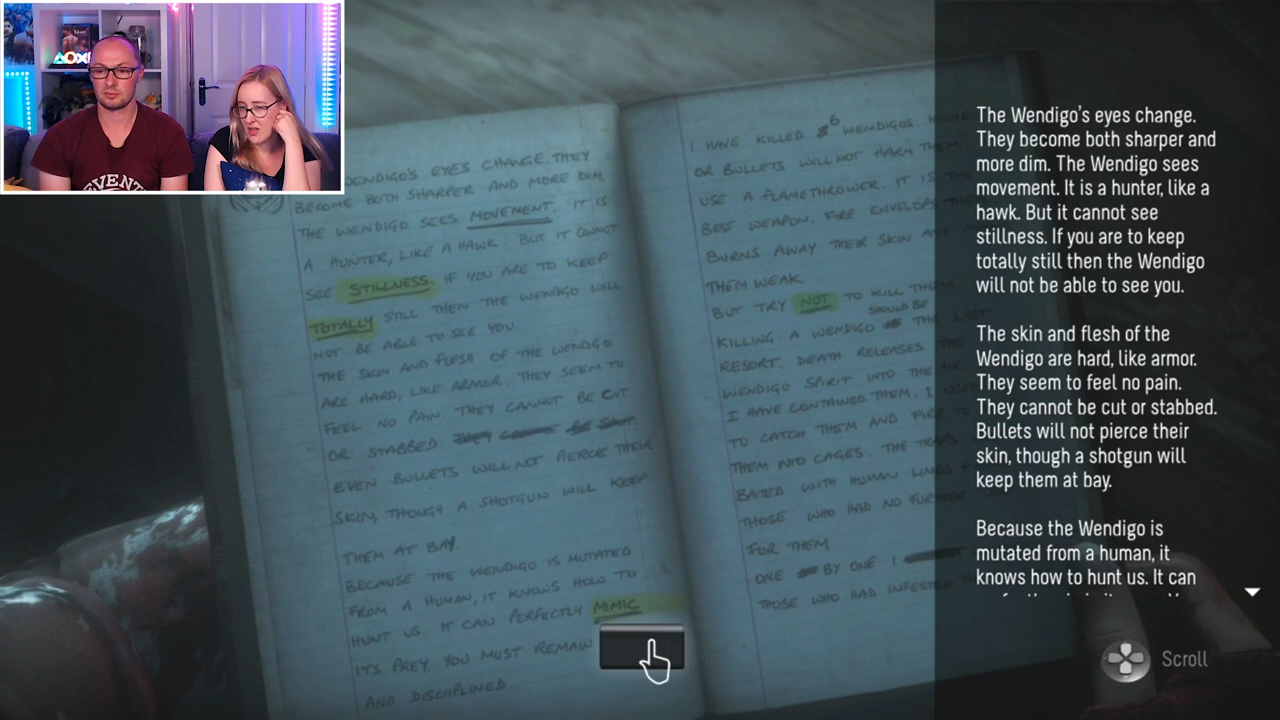 AOX
EVENT
ENDIGO'S EYES CHANGE. THEY
BECOME BOTH SHARPER AND MORE DIM.
THE WENDIGO SEES MOVEMENT. IT IS
A HUNTER, LIKE A HAWK. BUT IT CANNOT
SEE STILLNESS. IF YOU ARE TO KEEP
TOTALLY STILL THEN THE WENDIGO WILL
NOT BE ABLE TO SEE YOU.
THE SKIN AND FLESH OF THE WENDIGO
ARE HARD, LIKE ARMOR. THEY SEEM TO
FEEL NO PAIN. THEY CANNOT BE CUT
OR STABBED. THEY CANNOT BE SHOT.
EVEN BULLETS WILL NOT PIERCE THEIR
SKIN, THOUGH A SHOTGUN WILL KEEP
THEM AT BAY.
BECAUSE THE WENDIGO IS MUTATED
FROM A HUMAN, IT KNOWS HOW TO
HUNT US. IT CAN PERFECTLY MIMIC
ITS PREY. YOU MUST REMAIN
AND DISCIPLINED.
I HAVE KILLED 6 WENDIGOS.
OR BULLETS WILL NOT HARM THEM.
USE A FLAMETHROWER. IT IS THE
BEST WEAPON. FIRE ENVELOPS THE
BURNS AWAY THEIR SKIN AND
THEM WEAK.
BUT TRY NOT TO KILL THEM
KILLING A WENDIGO SHOULD BE THE LAST
RESORT. DEATH RELEASES THE
WENDIGO SPIRIT INTO THE AIR.
I HAVE CONTAINED THEM. I USED
TO CATCH THEM AND FIRE TO
THEM INTO CAGES. THE TRAPS
BAITED WITH HUMAN LIMBS
THOSE WHO HAD NO FURTHER
FOR THEM.
ONE BY ONE I
THOSE WHO HAD INFESTED
The Wendigo's eyes change.
They become both sharper and
more dim. The Wendigo sees
movement. It is a hunter, like a
hawk. But it cannot see
stillness. If you are to keep
totally still then the Wendigo
will not be able to see you.
The skin and flesh of the
Wendigo are hard, like armor.
They seem to feel no pain.
They cannot be cut or stabbed.
Bullets will not pierce their
skin, though a shotgun will
keep them at bay.
Because the Wendigo is
mutated from a human, it
knows how to hunt us. It can
Scroll